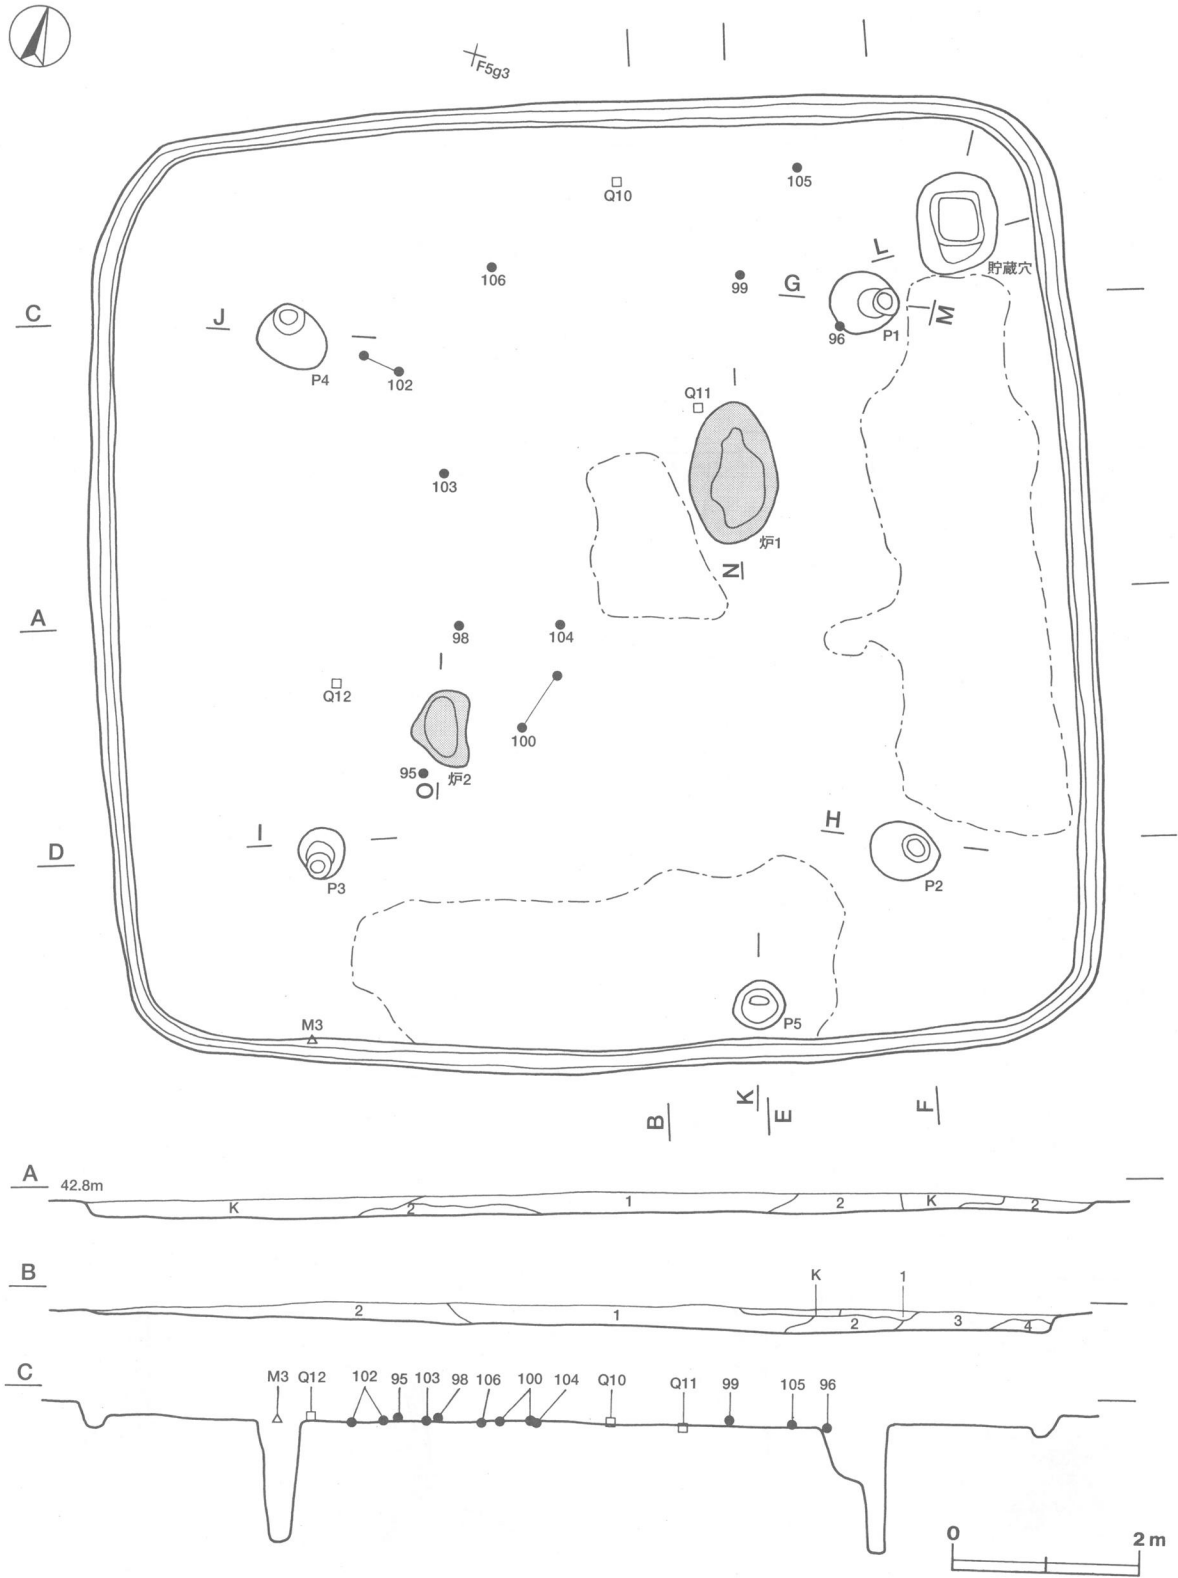 F5g3
105
Q10
L
貯蔵穴
106
99
G
C
J
M
96
P1
P4
102
Q11
103
炉1
N
A
98
104
Q12
100
95
炉2
O
I
H
D
P3
P2
M3
P5
B
K
E
F
A
42.8m
K
2
1
2
K
2
B
K
1
2
1
2
3
4
C
M3 Q12 102 95 103 98 106 100 104 Q10 Q11 99 105 96
0 2m